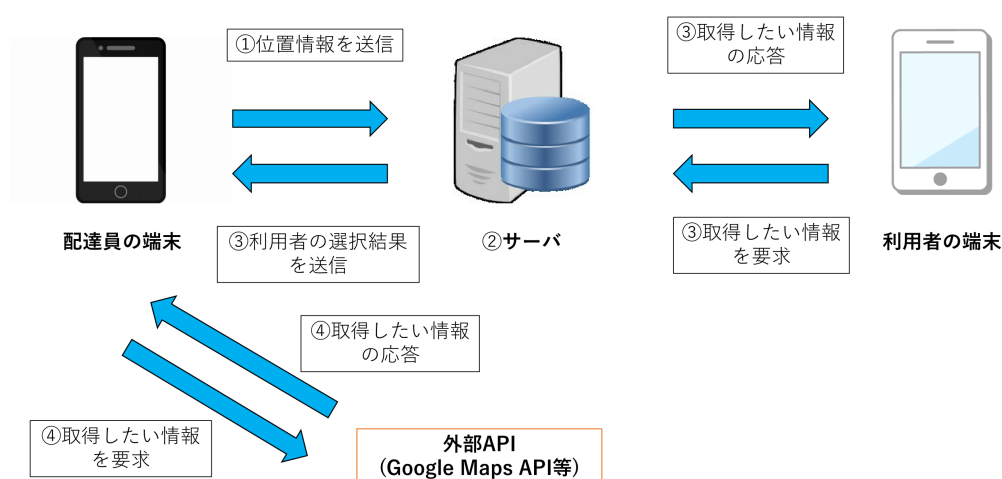 ①位置情報を送信
③取得したい情報
の応答
配達員の端末
③利用者の選択結果
を送信
②サーバ
③取得したい情報
を要求
利用者の端末
④取得したい情報
の応答
④取得したい情報
を要求
外部API
(Google Maps API等)